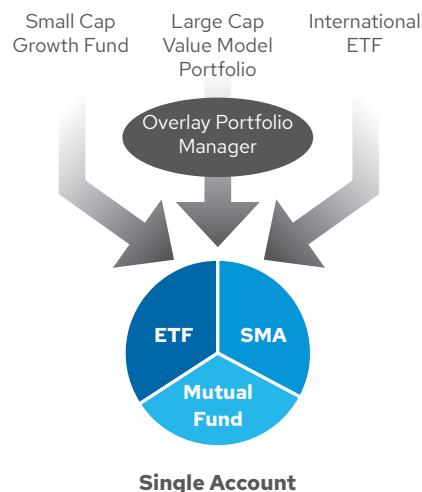 Small Cap
Growth Fund
Large Cap
Value Model
Portfolio
International
ETF
Overlay Portfolio
Manager
ETF
SMA
Mutual
Fund
Single Account